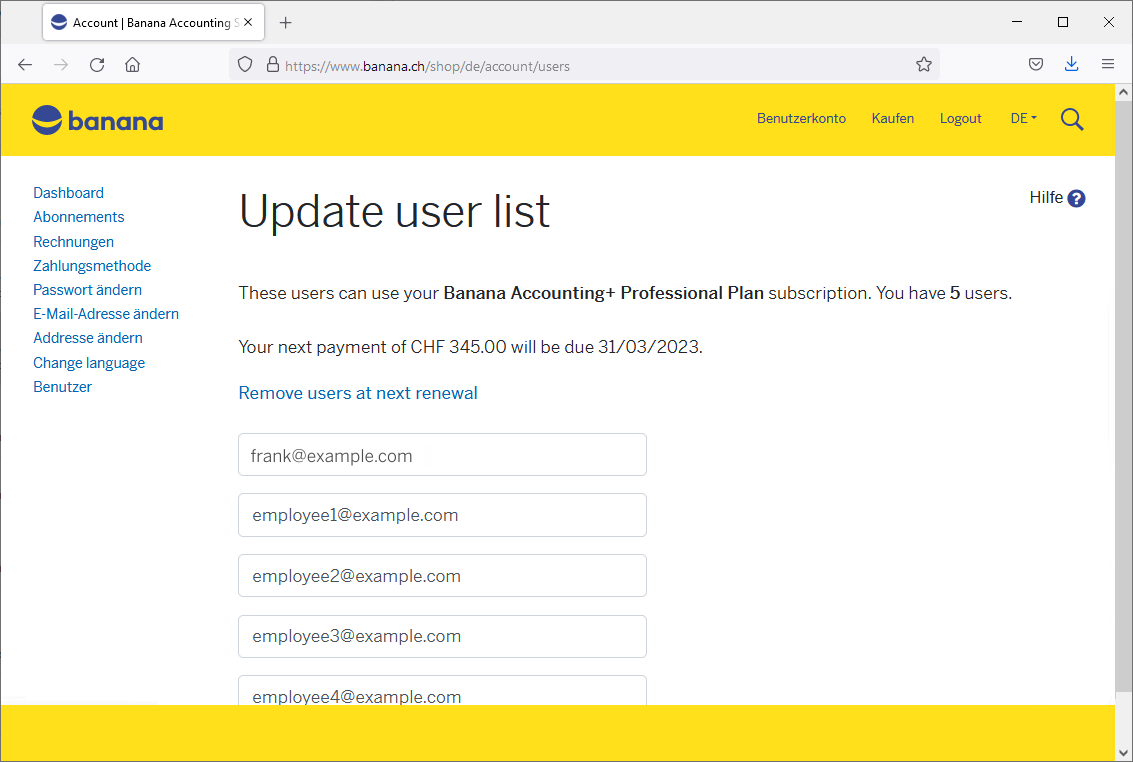 Account | Banana Accounting S
https://www.banana.ch/shop/de/account/users
banana
Benutzerkonto Kaufen Logout DE
Dashboard
Abonnements
Rechnungen
Zahlungsmethode
Passwort ändern
E-Mail-Adresse ändern
Addresse ändern
Change language
Benutzer
Update user list
Hilfe ?
These users can use your Banana Accounting+ Professional Plan subscription. You have 5 users.
Your next payment of CHF 345.00 will be due 31/03/2023.
Remove users at next renewal
frank@example.com
employee1@example.com
employee2@example.com
employee3@example.com
employee4@example.com